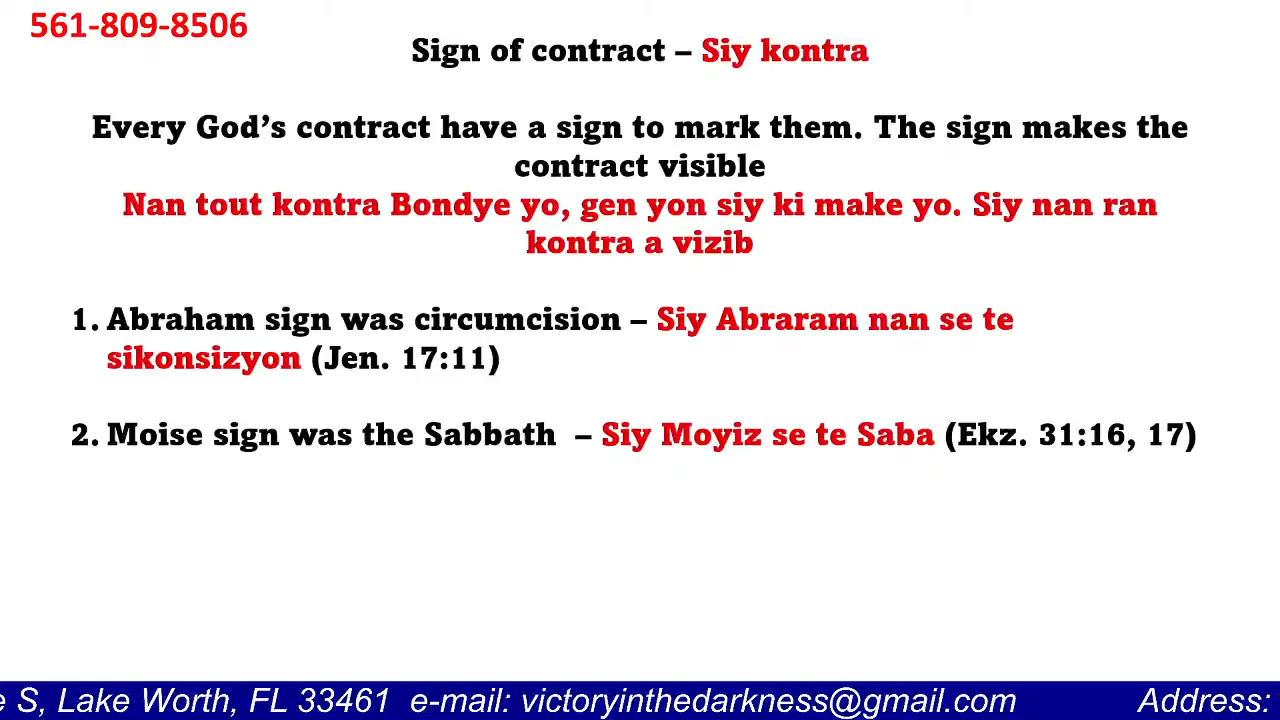 561-809-8506
Sign of contract – Siy kontra
Every God’s contract have a sign to mark them. The sign makes the
contract visible
Nan tout kontra Bondye yo, gen yon siy ki make yo. Siy nan ran
kontra a vizib
1. Abraham sign was circumcision – Siy Abraram nan se te
sikonsizyon (Jen. 17:11)
2. Moise sign was the Sabbath – Siy Moyiz se te Saba (Ekz. 31:16, 17)
e S, Lake Worth, FL 33461 e-mail: victoryinthedarkness@gmail.com Address: